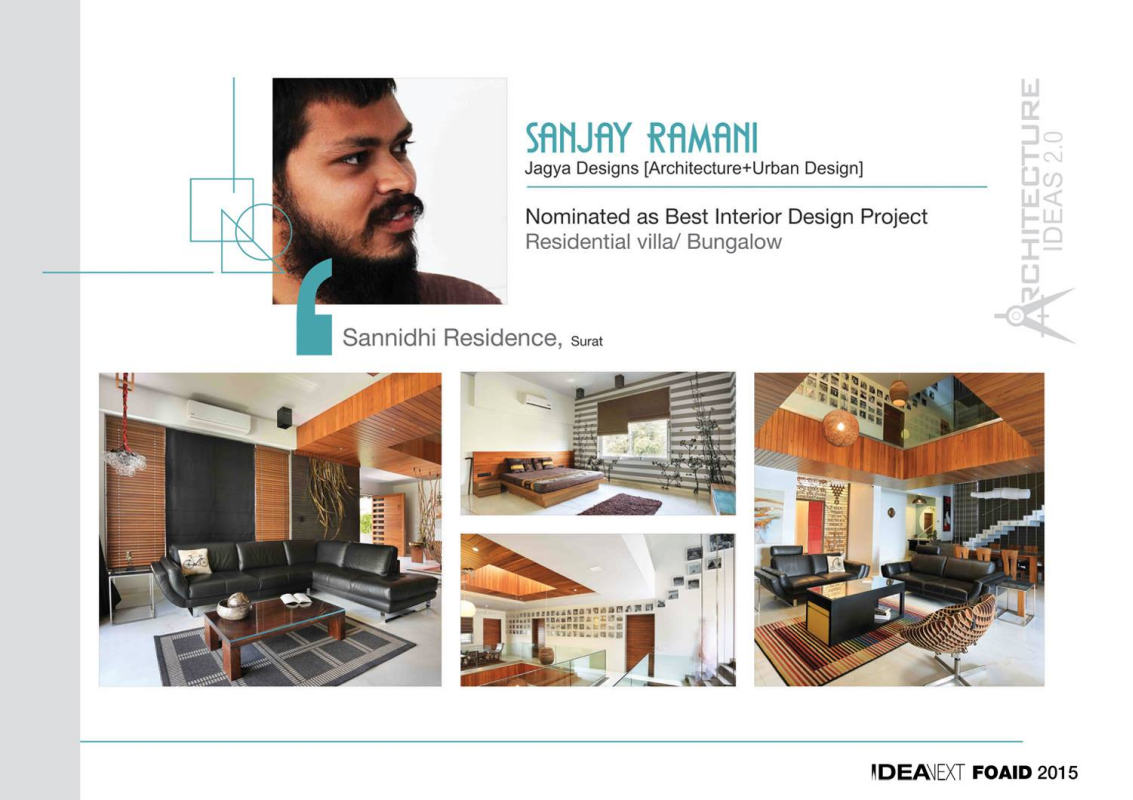 SANJAY RAMANI
Jagya Designs [Architecture+Urban Design]
Nominated as Best Interior Design Project
Residential villa/ Bungalow
ARCHITECTURE
IDEAS 2.0
Sannidhi Residence, Surat
IDEANEXT FOAID 2015